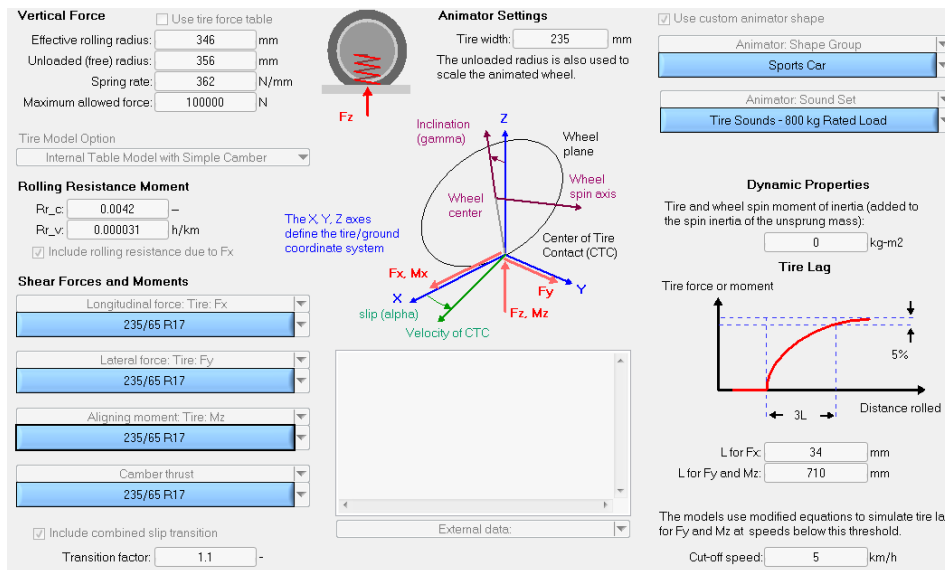 Vertical Force
Use tire force table
Effective rolling radius: 346 mm
Unloaded (free) radius: 356 mm
Spring rate: 362 N/mm
Maximum allowed force: 100000 N
Fz
Tire Model Option
Internal Table Model with Simple Camber
Rolling Resistance Moment
Rr_c: 0.0042 –
Rr_v: 0.000031 h/km
Include rolling resistance due to Fx
Shear Forces and Moments
Longitudinal force: Tire: Fx
235/65 R17
Lateral force: Tire: Fy
235/65 R17
Aligning moment: Tire: Mz
235/65 R17
Camber thrust
235/65 R17
Include combined slip transition
Transition factor: 1.1 -
Animator Settings
Tire width: 235 mm
The unloaded radius is also used to
scale the animated wheel.
Inclination
(gamma)
Z
Wheel
plane
Wheel
spin axis
Wheel
center
The X, Y, Z axes
define the tire/ground
coordinate system
Center of Tire
Contact (CTC)
Fx, Mx
X
Fy
Y
slip (alpha)
Fz, Mz
Velocity of CTC
External data:
Use custom animator shape
Animator: Shape Group
Sports Car
Animator: Sound Set
Tire Sounds - 800 kg Rated Load
Dynamic Properties
Tire and wheel spin moment of inertia (added to
the spin inertia of the unsprung mass):
0 kg-m2
Tire Lag
Tire force or moment
5%
3L
Distance rolled
L for Fx: 34 mm
L for Fy and Mz: 710 mm
The models use modified equations to simulate tire la
for Fy and Mz at speeds below this threshold.
Cut-off speed: 5 km/h